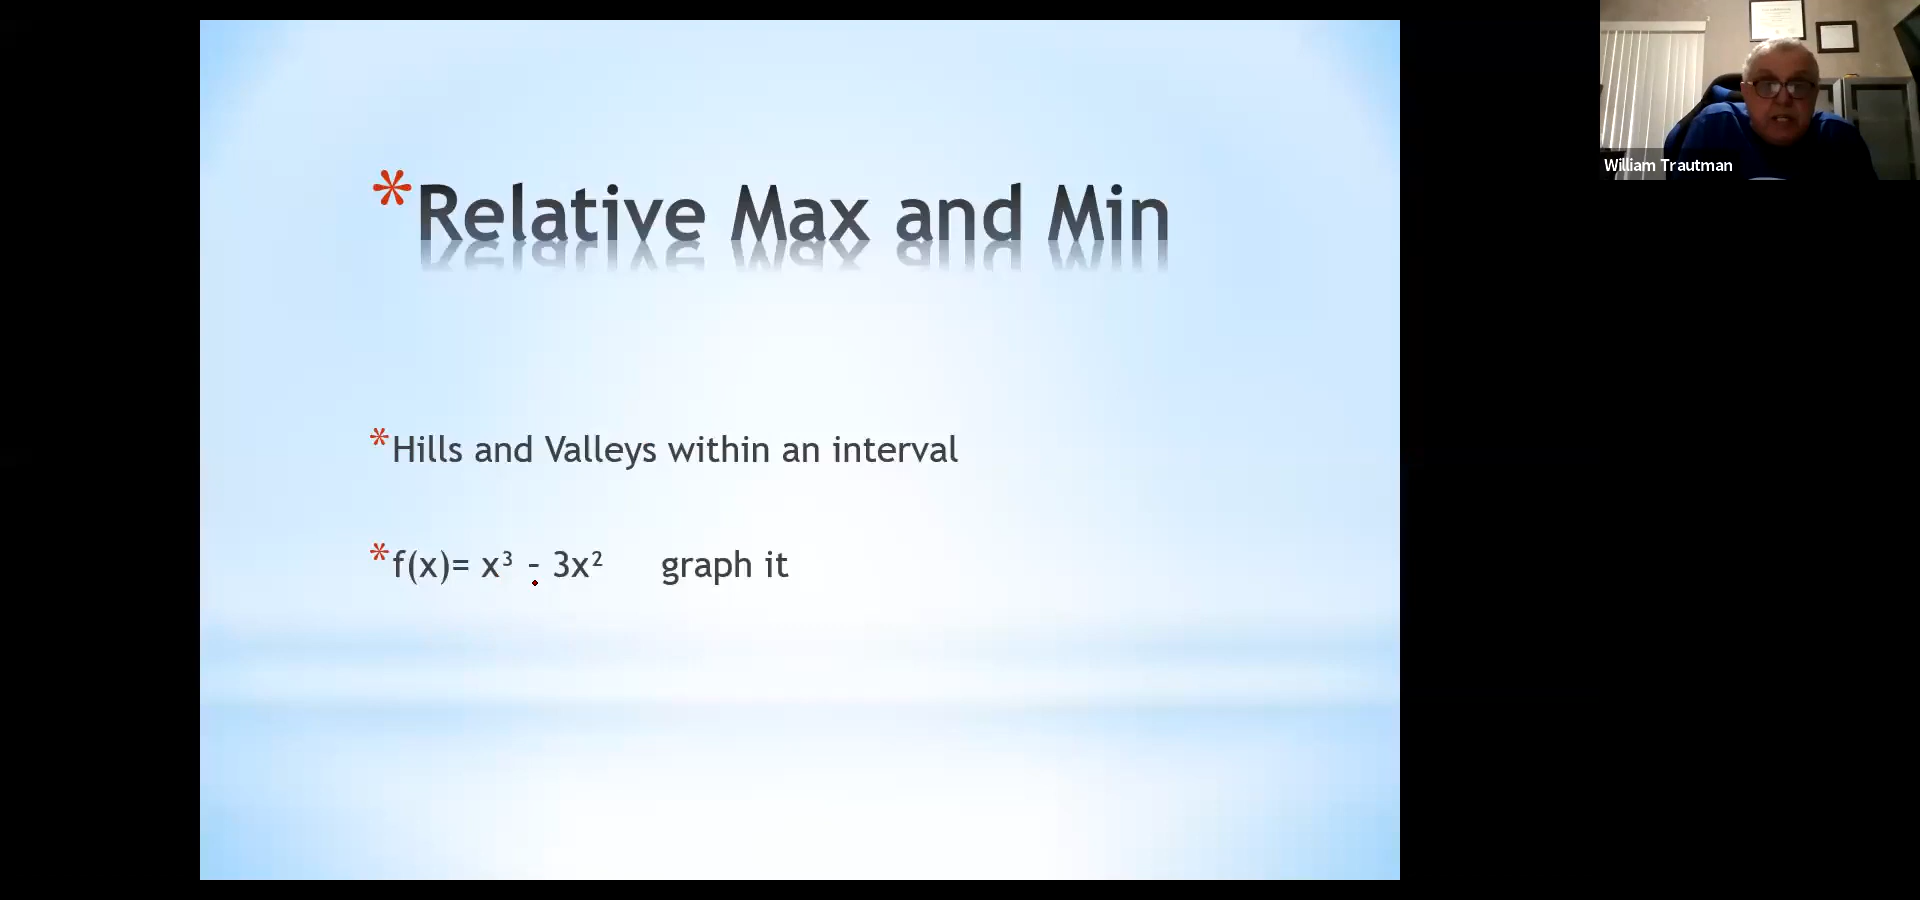 *Relative Max and Min
*Hills and Valleys within an interval
*f(x)= x³ - 3x² graph it
William Trautman